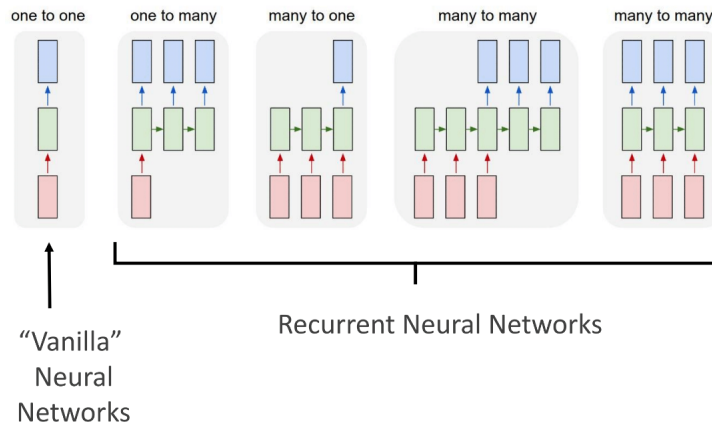 one to one
one to many
many to one
many to many
many to many
Recurrent Neural Networks
“Vanilla”
Neural
Networks